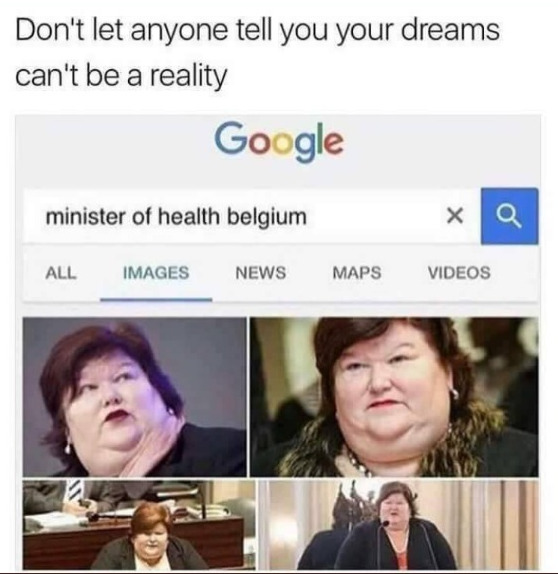 Don't let anyone tell you your dreams
can't be a reality
Google
minister of health belgium
ALL IMAGES NEWS MAPS VIDEOS